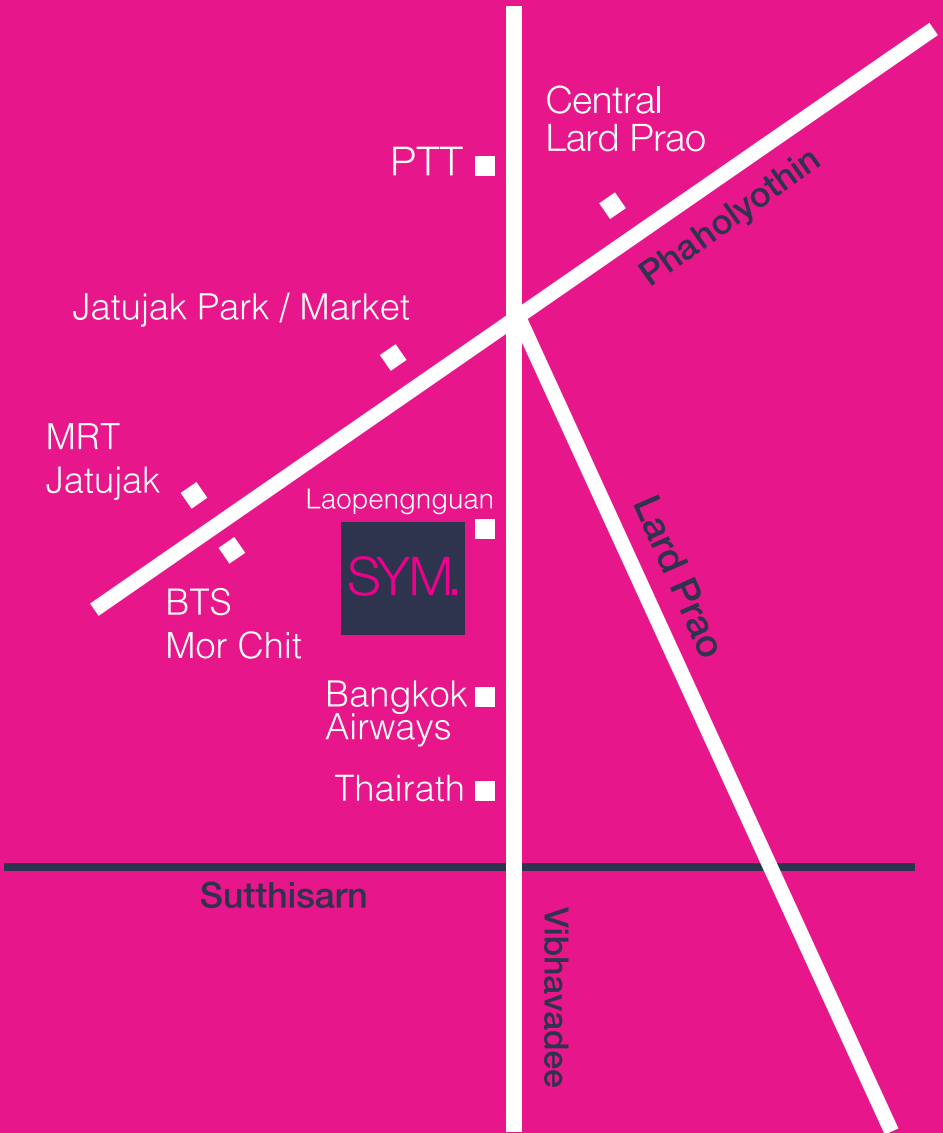 Central
Lard Prao
PTT
Phaholyothin
Jatujak Park / Market
MRT
Jatujak
Laopengnguan
Lard Prao
SYM.
BTS
Mor Chit
Bangkok
Airways
Thairath
Sutthisarn
Vibhavadee